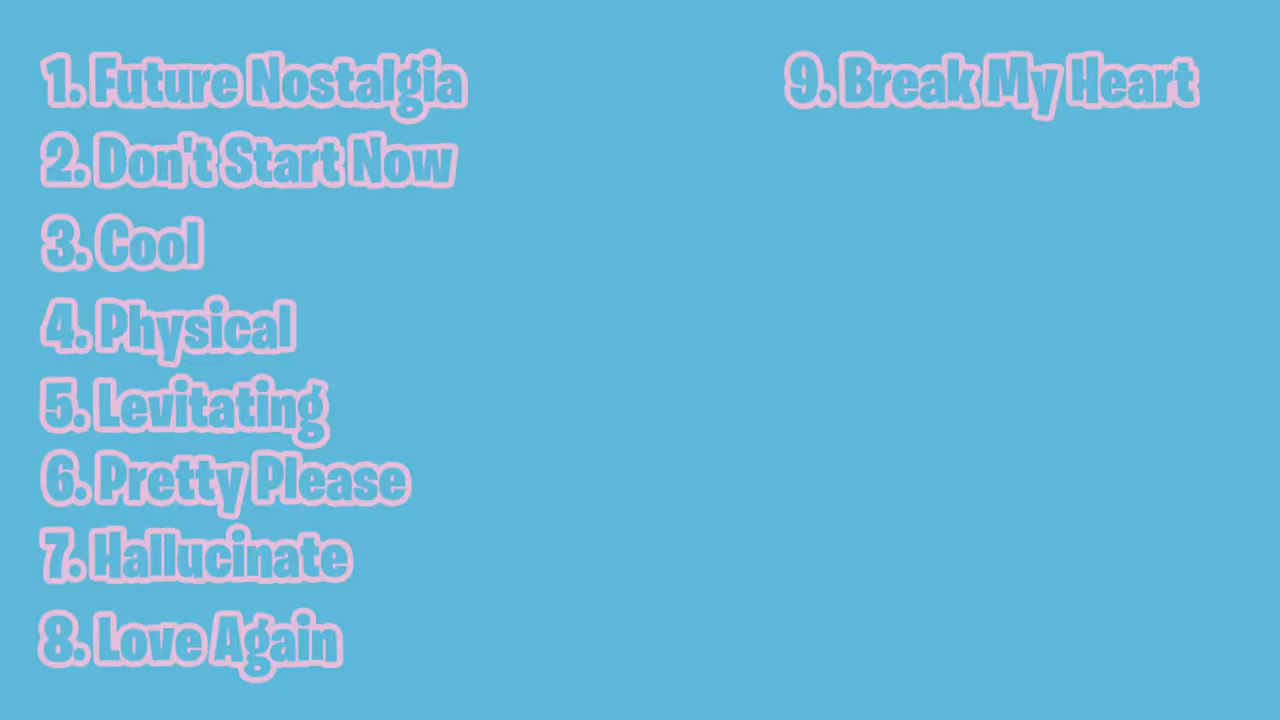 1. Future Nostalgia
2. Don't Start Now
3. Cool
4. Physical
5. Levitating
6. Pretty Please
7. Hallucinate
8. Love Again
9. Break My Heart